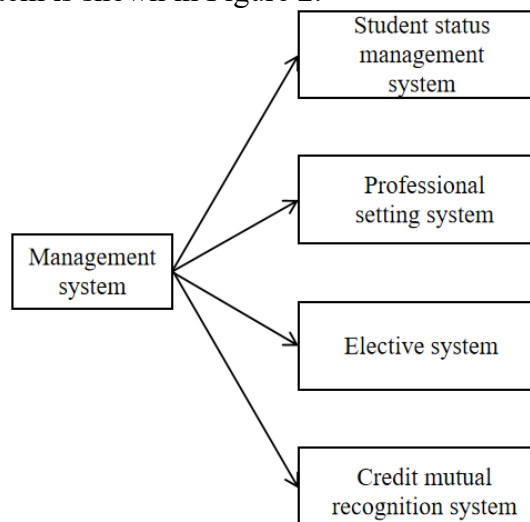 is shown in Figure 2.
Student status
management
system
Professional
setting system
Management
system
Elective system
Credit mutual
recognition system